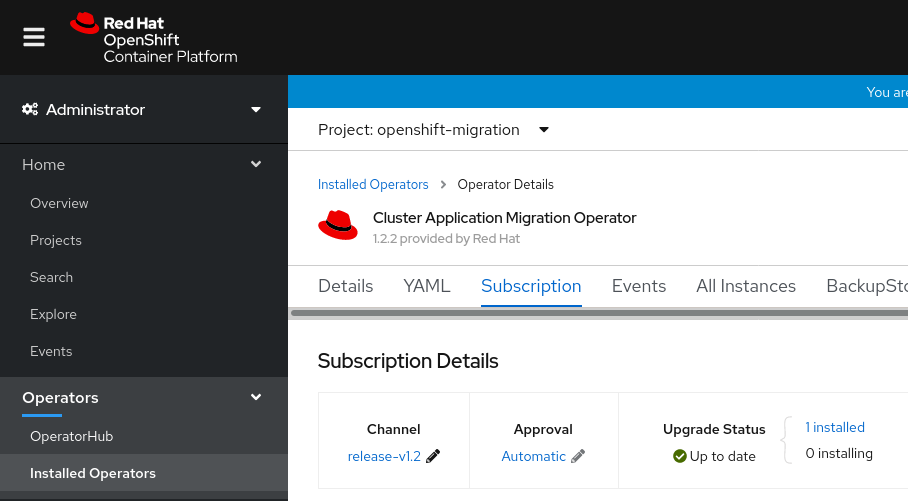 Red Hat
OpenShift
Container Platform
Administrator
Home
Overview
Projects
Search
Explore
Events
Operators
OperatorHub
Installed Operators
You are
Project: openshift-migration
Installed Operators > Operator Details
Cluster Application Migration Operator
1.2.2 provided by Red Hat
Details YAML Subscription Events All Instances BackupSto
Subscription Details
Channel
release-v1.2
Approval
Automatic
Upgrade Status
Up to date
1 installed
0 installing